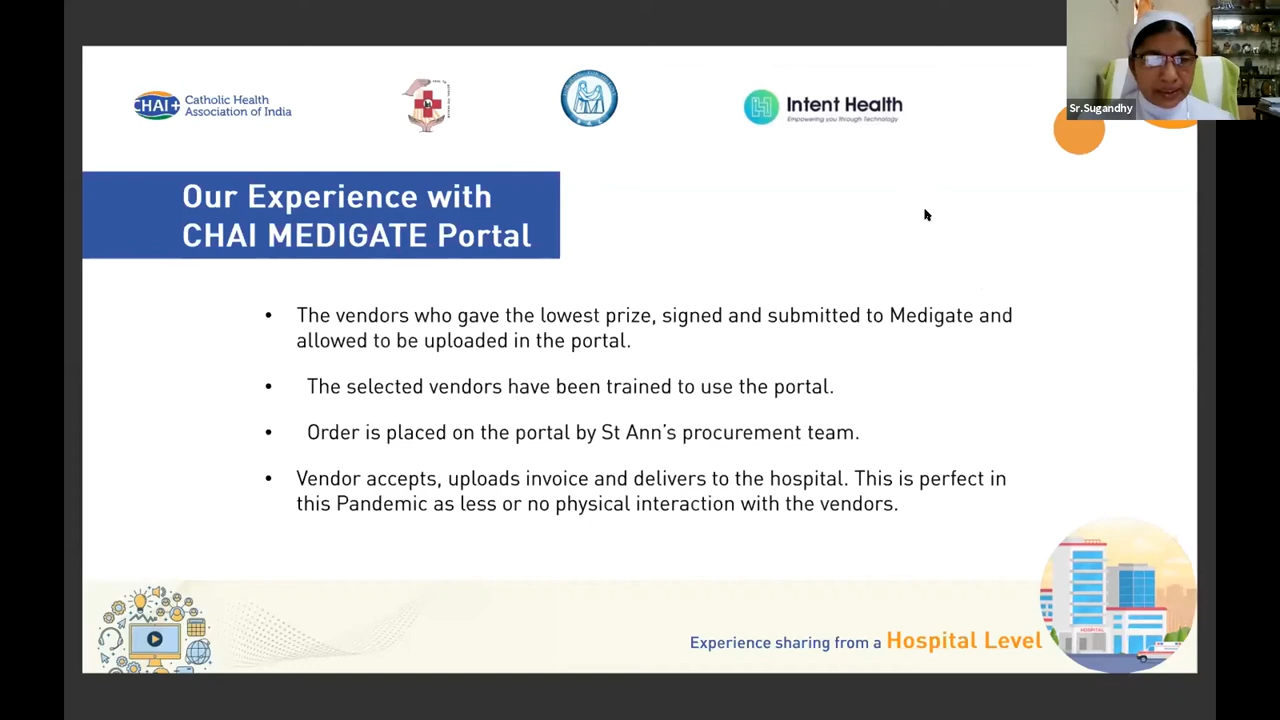 CHAI+
Catholic Health
Association of India
Intent Health
Empowering you through Technology
Sr.Sugandhy
Our Experience with
CHAI MEDIGATE Portal
• The vendors who gave the lowest prize, signed and submitted to Medigate and
allowed to be uploaded in the portal.
• The selected vendors have been trained to use the portal.
• Order is placed on the portal by St Ann's procurement team.
• Vendor accepts, uploads invoice and delivers to the hospital. This is perfect in
this Pandemic as less or no physical interaction with the vendors.
HOSPITAL
Experience sharing from a Hospital Level